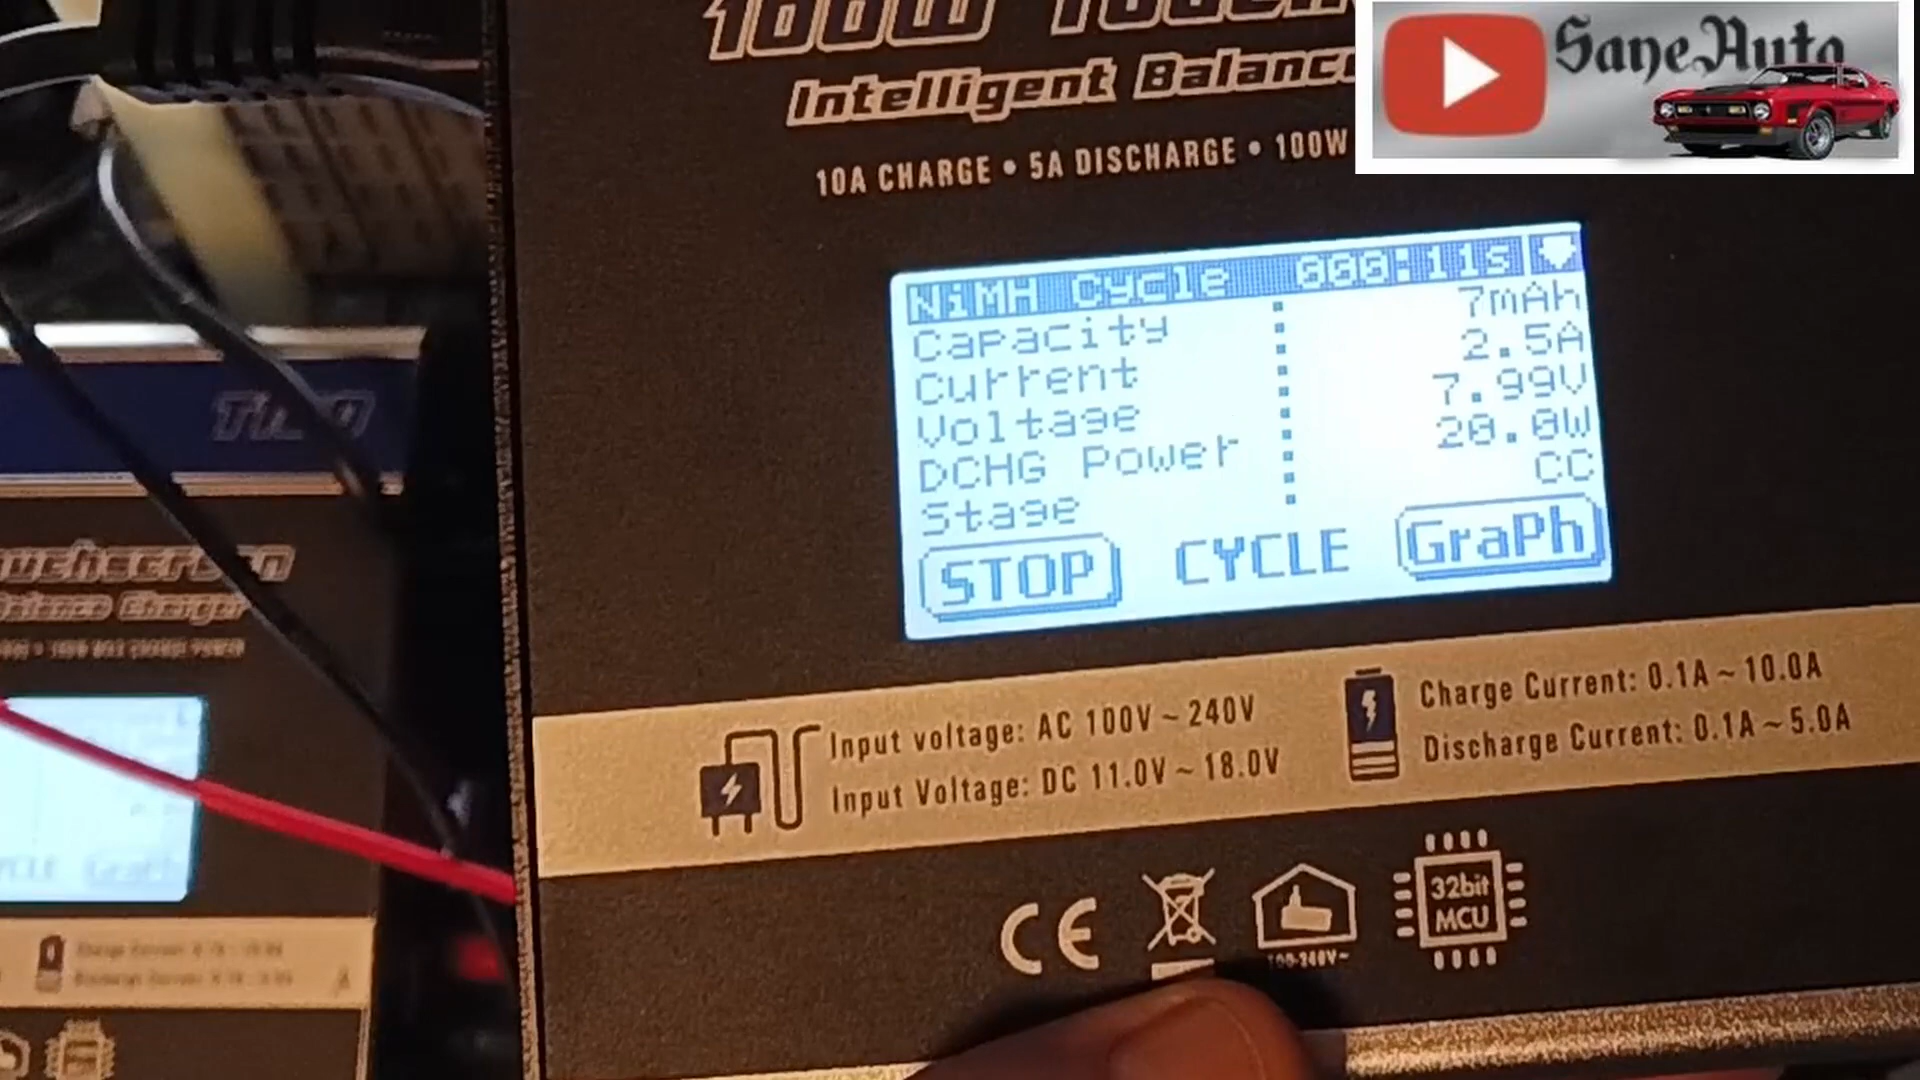 100W Touch
Intelligent Balance
10A CHARGE • 5A DISCHARGE • 100W
SaneAuto
NiMH Cycle 000:11s
Capacity : 7mAh
Current : 2.5A
Voltage : 7.99V
DCHG Power : 20.0W
Stage : CC
STOP CYCLE GraPh
Input voltage: AC 100V ~ 240V
Input Voltage: DC 11.0V ~ 18.0V
Charge Current: 0.1A ~ 10.0A
Discharge Current: 0.1A ~ 5.0A
CE
100-240V~
32bit
MCU
uchscreen
Balance Charger